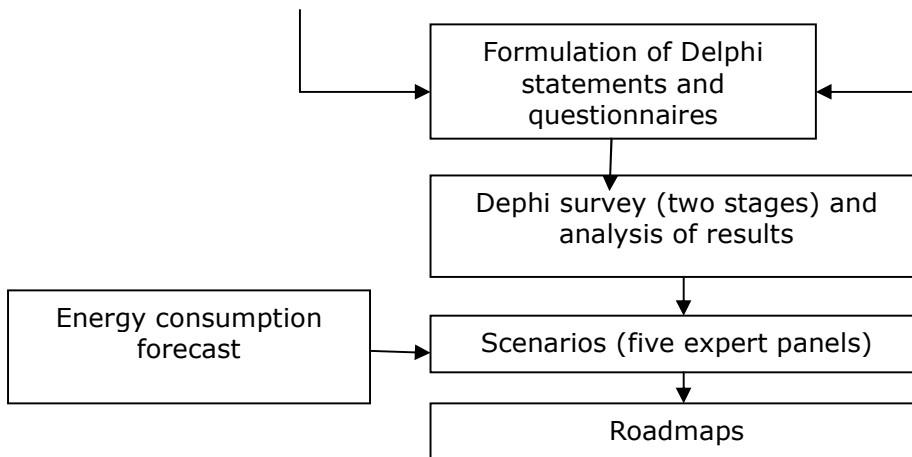 Formulation of Delphi
statements and
questionnaires
Dephi survey (two stages) and
analysis of results
Energy consumption
forecast
Scenarios (five expert panels)
Roadmaps